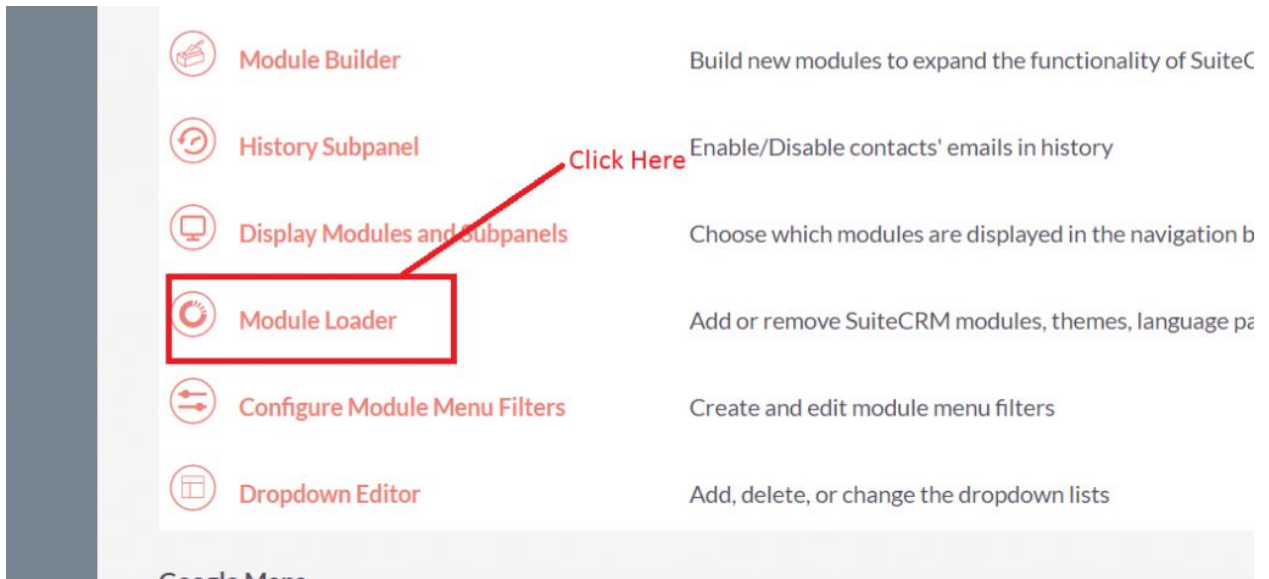 Module Builder Build new modules to expand the functionality of SuiteC
History Subpanel Enable/Disable contacts' emails in history
Click Here
Display Modules and Subpanels Choose which modules are displayed in the navigation b
Module Loader Add or remove SuiteCRM modules, themes, language pa
Configure Module Menu Filters Create and edit module menu filters
Dropdown Editor Add, delete, or change the dropdown lists
Google Maps